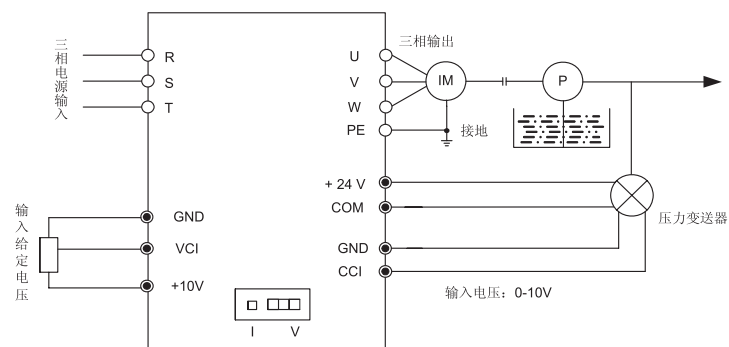 三相电源输入
R
S
T
U
V
W
PE
三相输出
IM
P
接地
+ 24 V
COM
GND
CCI
压力变送器
输入电压：0-10V
输入给定电压
GND
VCI
+10V
I
V